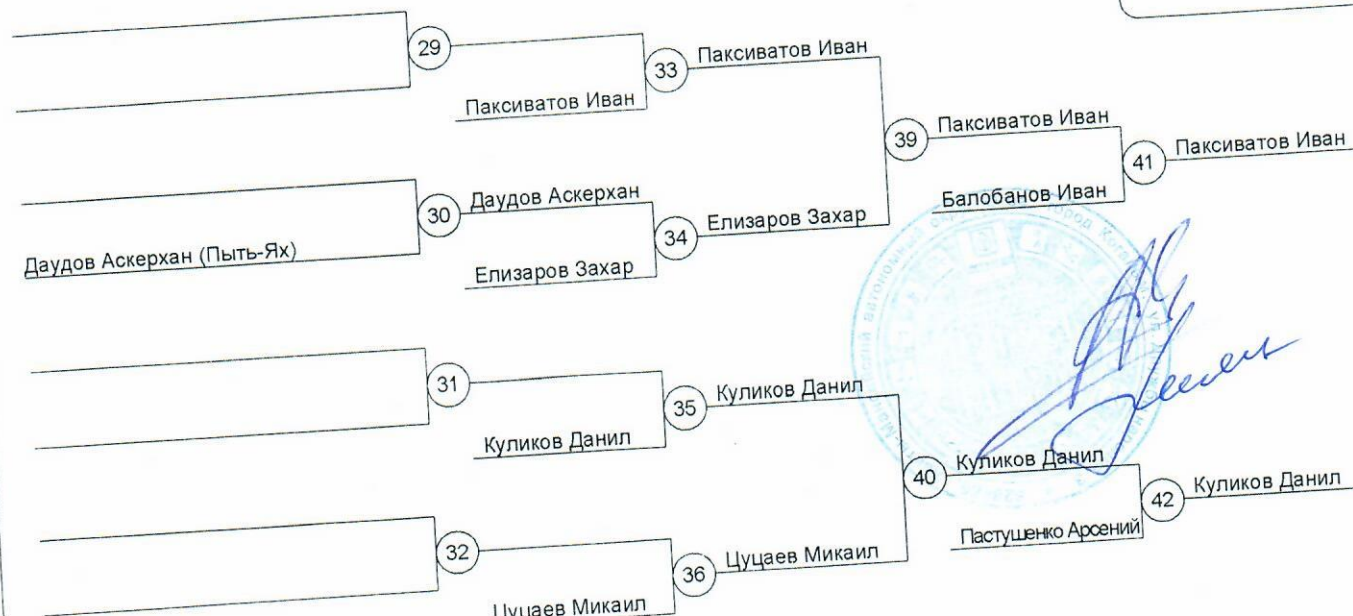 29
33
Паксиватов Иван
Паксиватов Иван
39
Паксиватов Иван
41
Паксиватов Иван
Балобанов Иван
30
Даудов Аскерхан
Даудов Аскерхан (Пыть-Ях)
34
Елизаров Захар
Елизаров Захар
31
35
Куликов Данил
Куликов Данил
40
Куликов Данил
42
Куликов Данил
Пастушенко Арсений
32
36
Цуцаев Микаил
Цуцаев Микаил